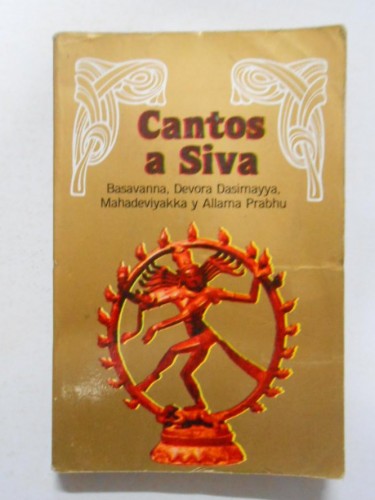 Cantos
a Siva
Basavanna, Devora Dasimayya,
Mahadeviyakka y Allama Prabhu